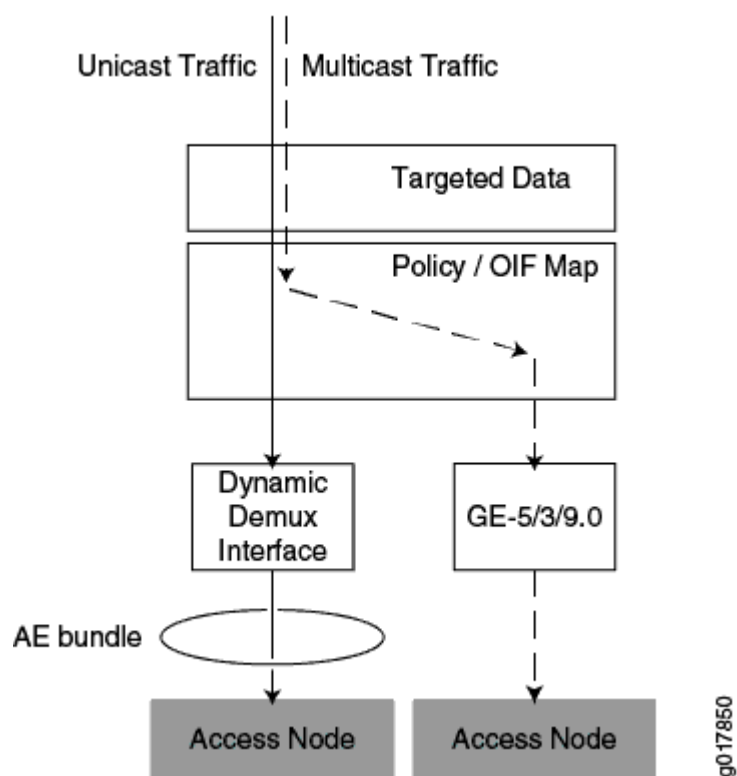 Unicast Traffic
Multicast Traffic
Targeted Data
Policy / OIF Map
Dynamic
Demux
Interface
GE-5/3/9.0
AE bundle
Access Node
Access Node
g017850